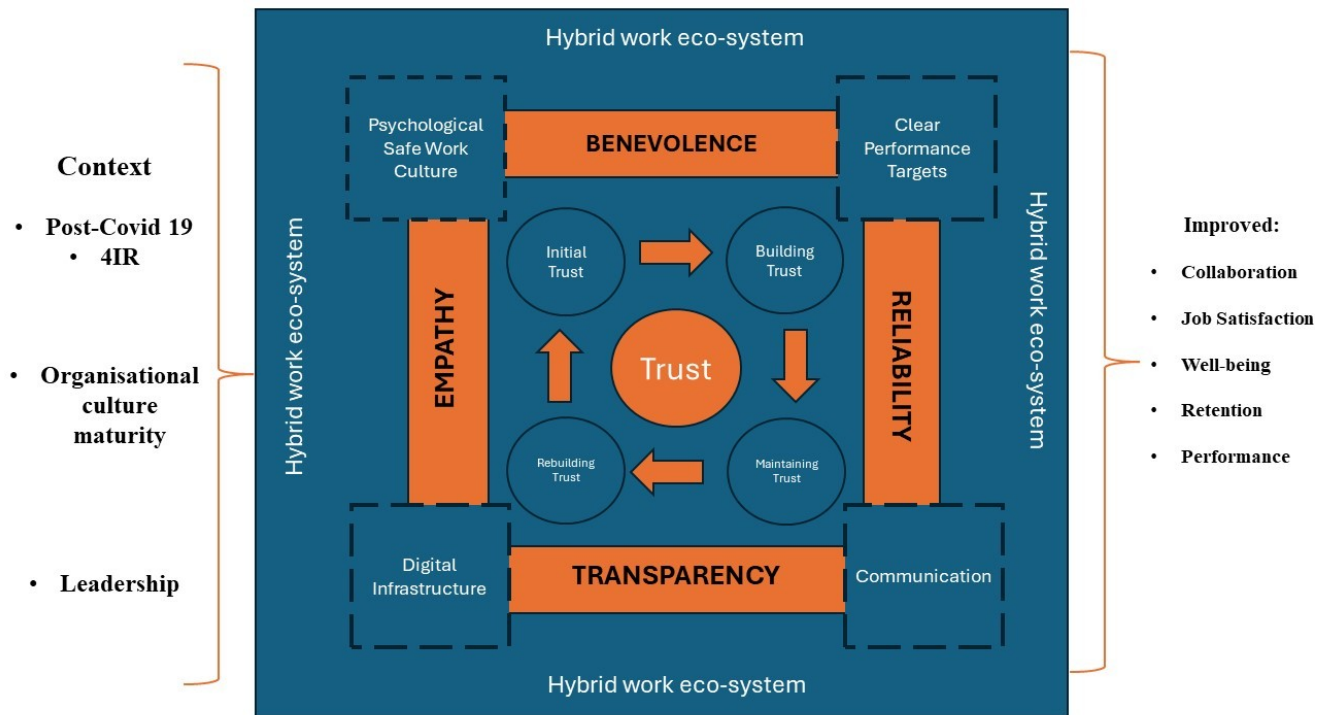 Hybrid work eco-system
Context
• Post-Covid 19
• 4IR
• Organisational
culture
maturity
• Leadership
Hybrid work eco-system
Psychological
Safe Work
Culture
BENEVOLENCE
Clear
Performance
Targets
EMPATHY
Initial
Trust
Building
Trust
Trust
Rebuilding
Trust
Maintaining
Trust
RELIABILITY
Digital
Infrastructure
TRANSPARENCY
Communication
Hybrid work eco-system
Hybrid work eco-system
Improved:
• Collaboration
• Job Satisfaction
• Well-being
• Retention
• Performance